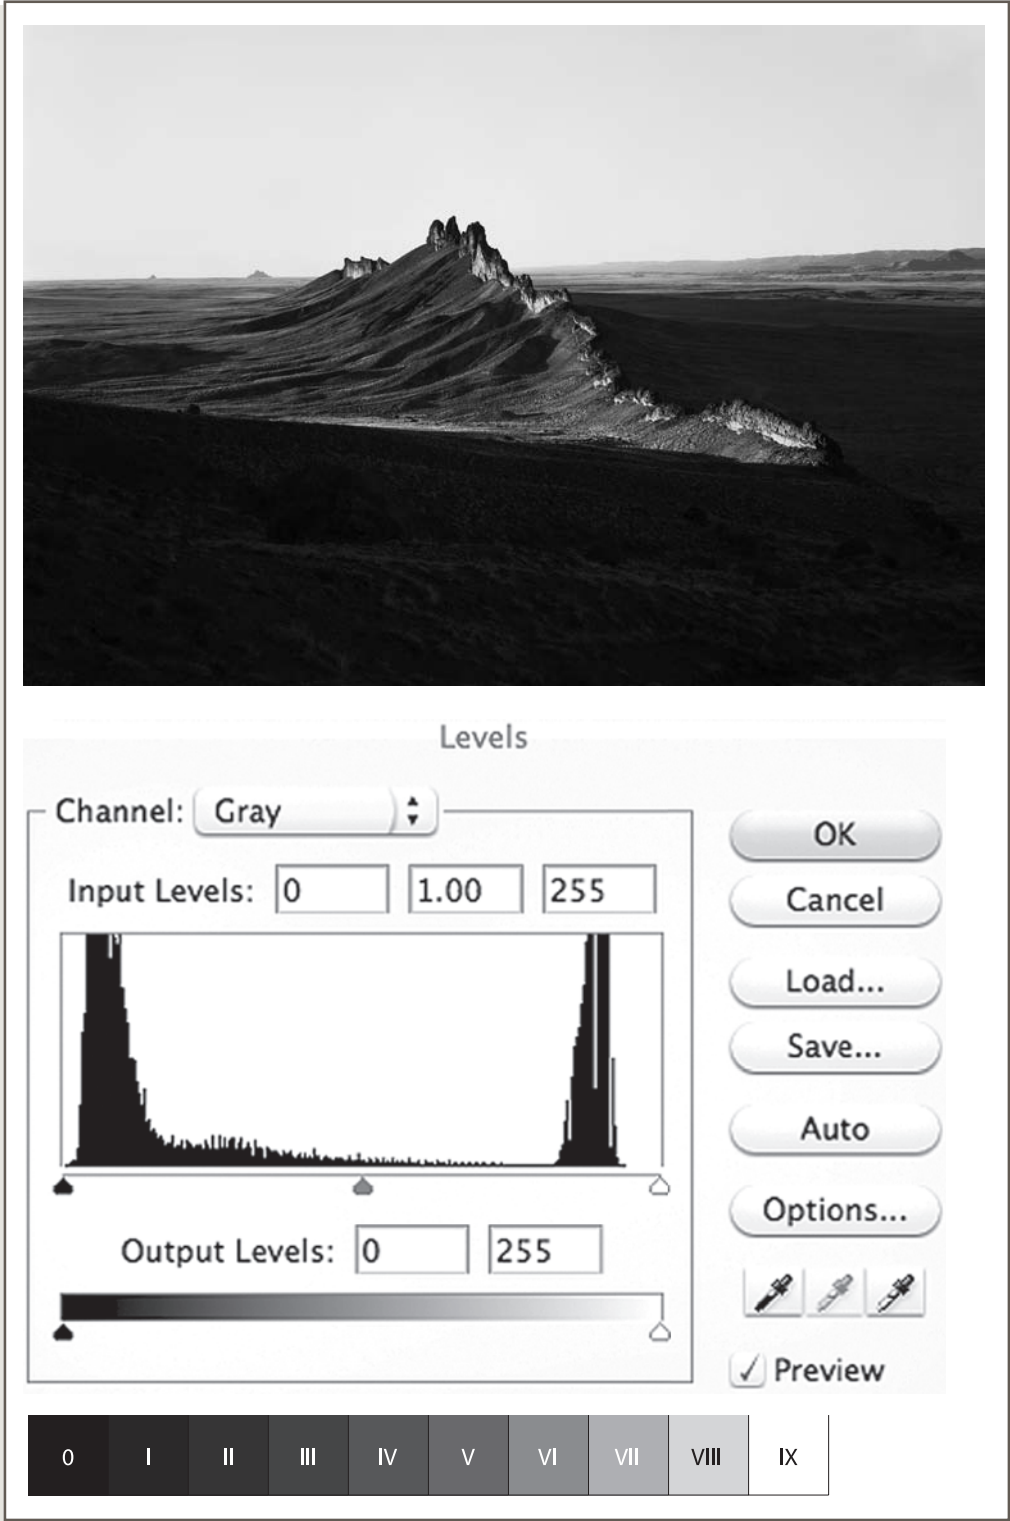 Levels
Channel: Gray
OK
Input Levels: 0 1.00 255
Cancel
Load...
Save...
Auto
Options...
Output Levels: 0 255
Preview
0 I II III IV V VI VII VIII IX